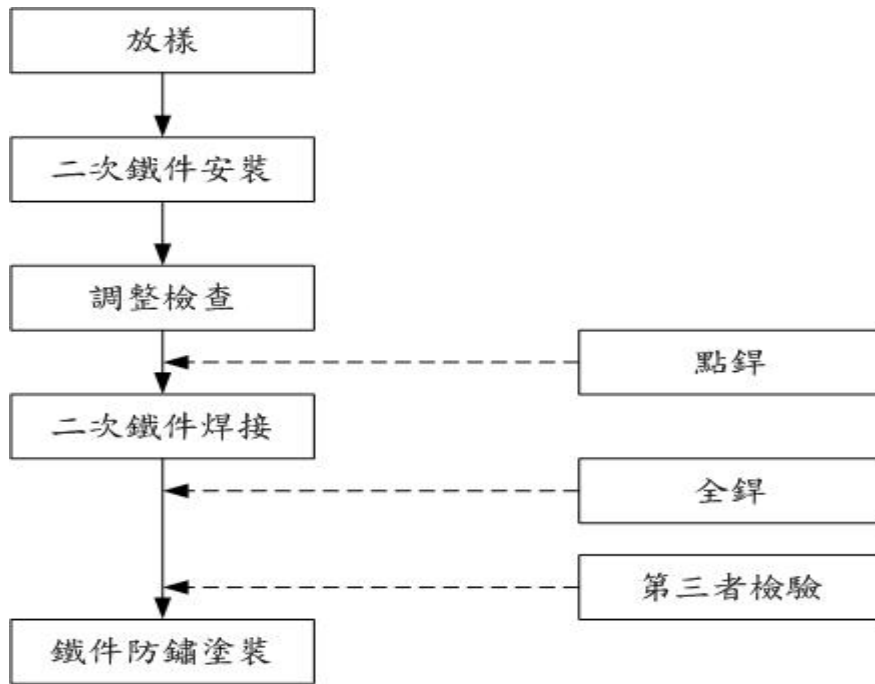 放樣
二次鐵件安裝
調整檢查
點銲
二次鐵件焊接
全銲
第三者檢驗
鐵件防鏽塗裝